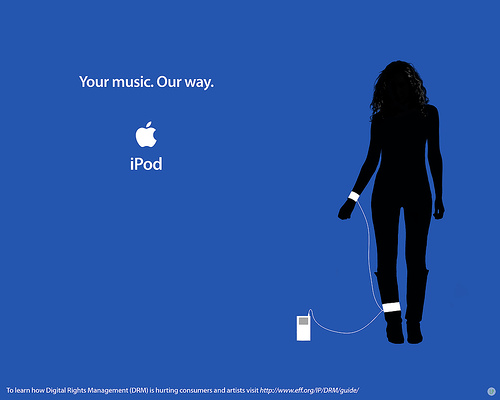 Your music. Our way.
iPod
To learn how Digital Rights Management (DRM) is hurting consumers and artists visit http://www.eff.org/IP/DRM/guide/